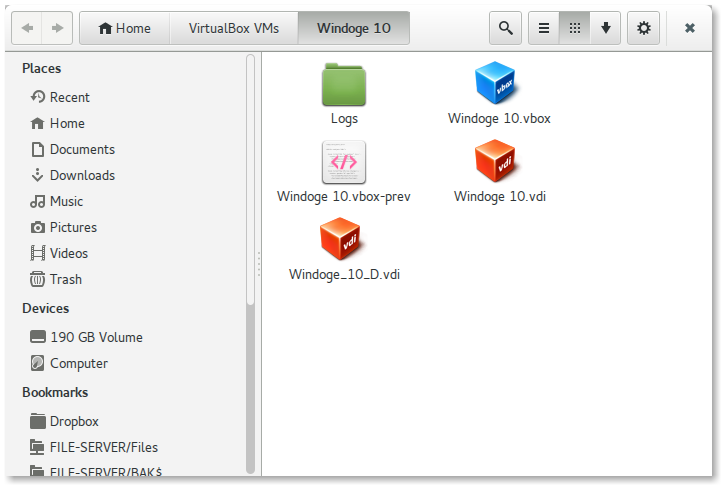 Home
VirtualBox VMs
Windoge 10
Places
Recent
Home
Documents
Downloads
Music
Pictures
Videos
Trash
Devices
190 GB Volume
Computer
Bookmarks
Dropbox
FILE-SERVER/Files
FILE-SERVER/BAK$
Logs
vbox
Windoge 10.vbox
</>
Windoge 10.vbox-prev
vdi
Windoge 10.vdi
vdi
Windoge_10_D.vdi